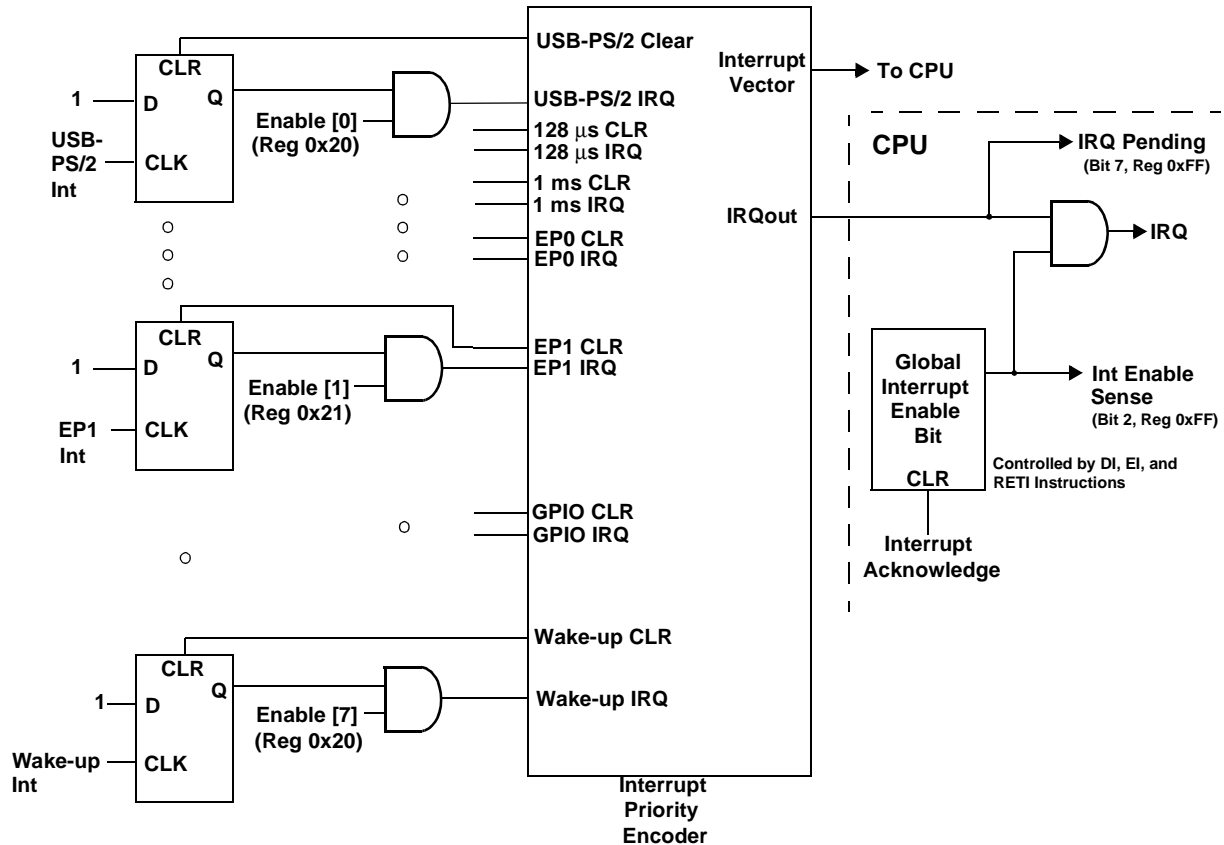 CLR
Q
1
D
USB-
PS/2
Int
CLK
Enable [0]
(Reg 0x20)
USB-PS/2 Clear
USB-PS/2 IRQ
128 μs CLR
128 μs IRQ
1 ms CLR
1 ms IRQ
EP0 CLR
EP0 IRQ
CLR
Q
1
D
EP1
Int
CLK
Enable [1]
(Reg 0x21)
EP1 CLR
EP1 IRQ
GPIO CLR
GPIO IRQ
CLR
Q
1
D
Wake-up
Int
CLK
Enable [7]
(Reg 0x20)
Wake-up CLR
Wake-up IRQ
Interrupt
Priority
Encoder
Interrupt
Vector
To CPU
CPU
IRQout
IRQ Pending
(Bit 7, Reg 0xFF)
IRQ
Global
Interrupt
Enable
Bit
CLR
Int Enable
Sense
(Bit 2, Reg 0xFF)
Controlled by DI, EI, and
RETI Instructions
Interrupt
Acknowledge